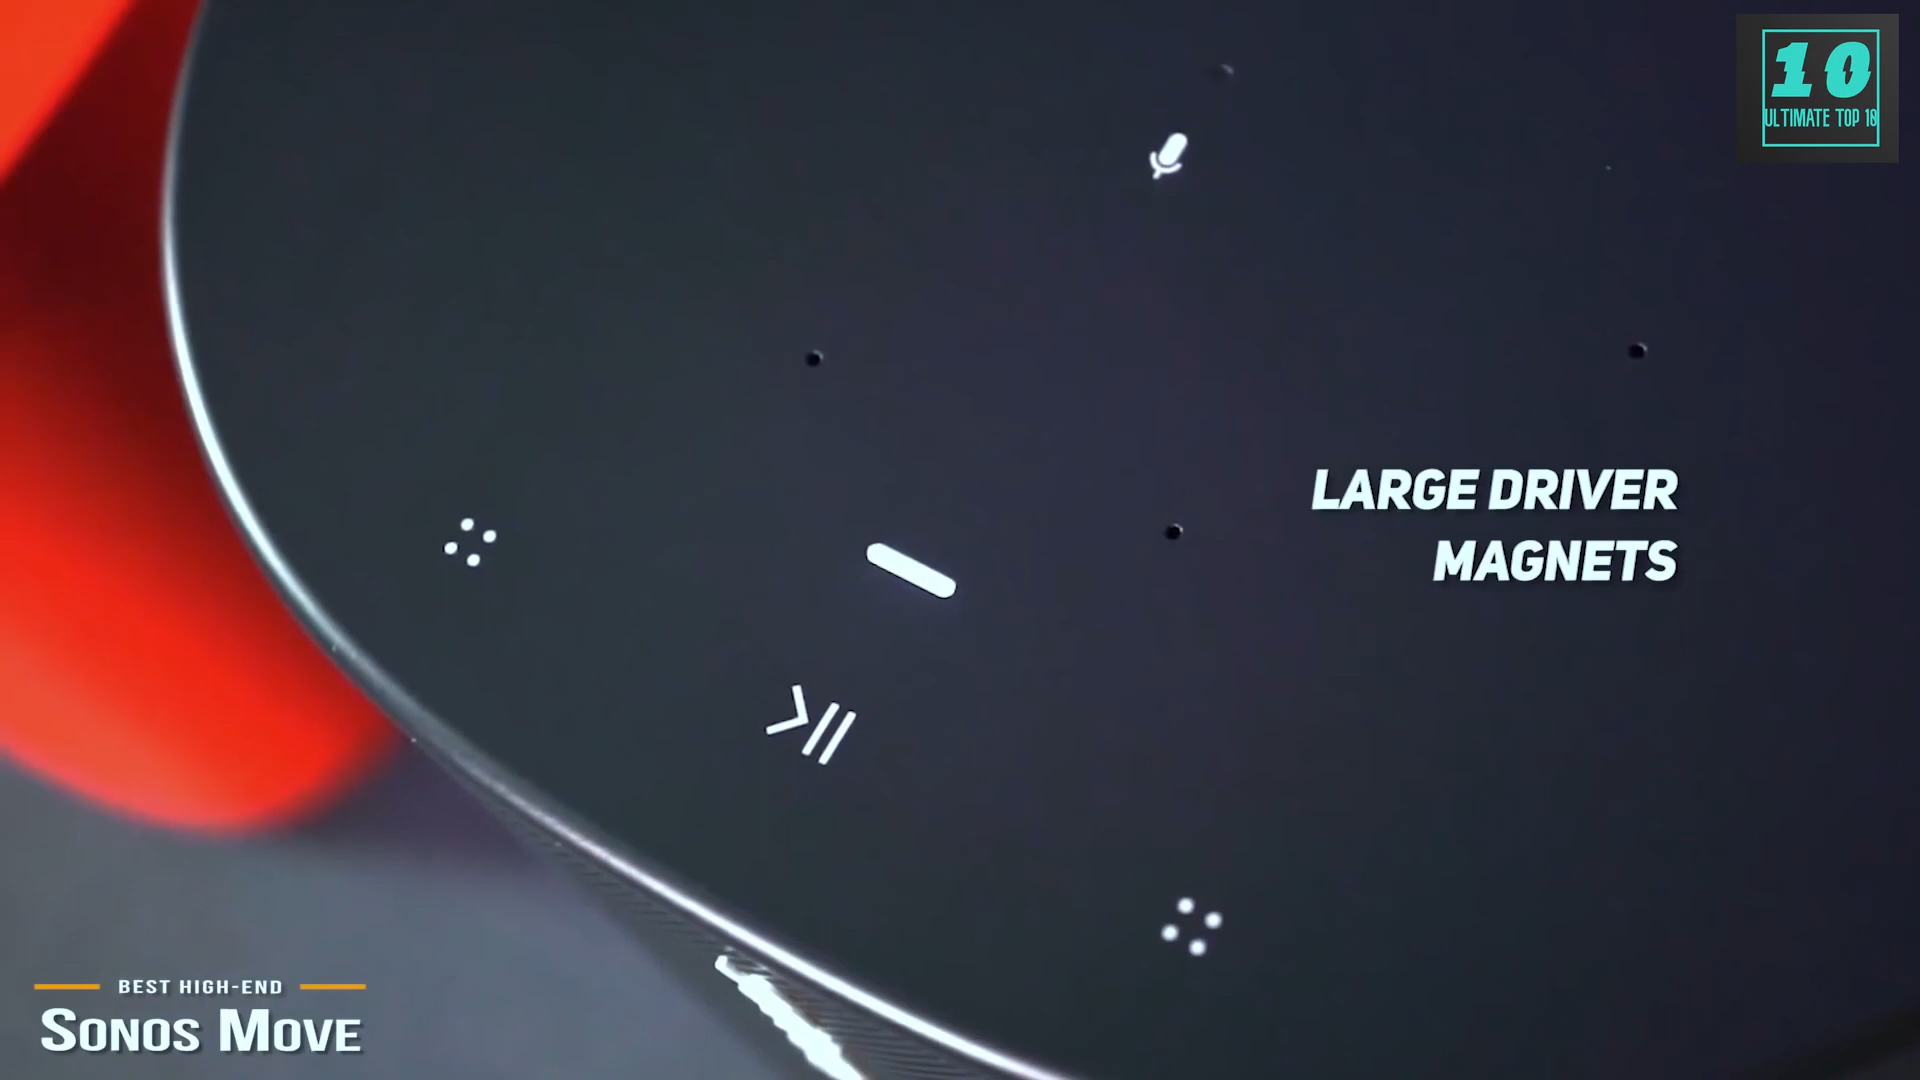 10
ULTIMATE TOP 10
LARGE DRIVER
MAGNETS
BEST HIGH-END
SONOS MOVE